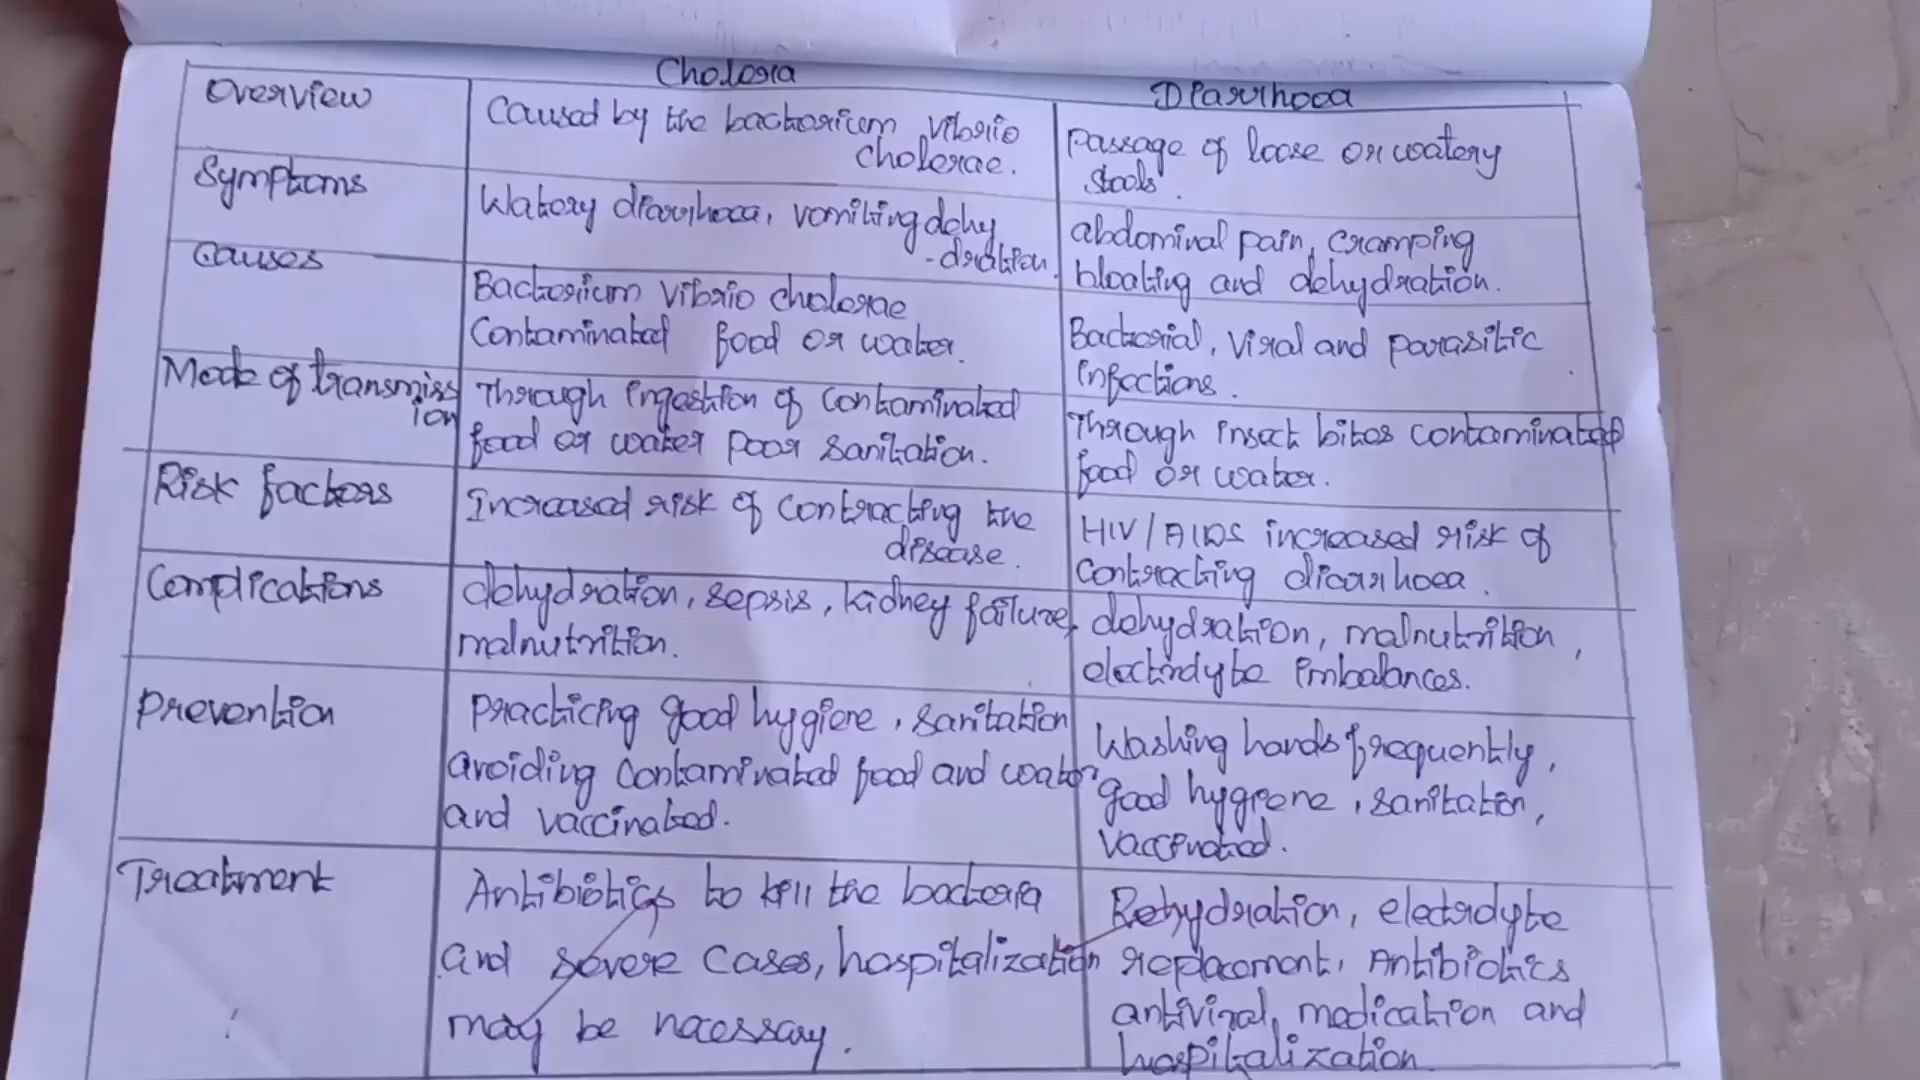 Cholera
Diarrhoea
Overview
Caused by the bacterium Vibrio
cholerae.
Passage of loose or watery
stools.
Symptoms
Watery diarrhoea, vomiting dehy
-dration.
abdominal pain, cramping
bloating and dehydration.
Causes
Bacterium Vibrio cholerae
Contaminated food or water.
Bacterial, Viral and parasitic
infections.
Mode of transmiss
ion
Through ingestion of contaminated
food or water poor sanitation.
Through insect bites contaminated
food or water.
Risk factors
Increased risk of contracting the
disease.
HIV/AIDS increased risk of
contracting diarrhoea.
Complications
dehydration, sepsis, kidney failure,
malnutrition.
dehydration, malnutrition,
electrolyte imbalances.
Prevention
Practicing good hygiene, sanitation
avoiding contaminated food and water
and vaccinated.
Washing hands frequently,
good hygiene, sanitation,
vaccinated.
Treatment
Antibiotics to kill the bacteria
and severe cases, hospitalization
may be necessary.
Rehydration, electrolyte
replacement, Antibiotics
antiviral, medication and
hospitalization.